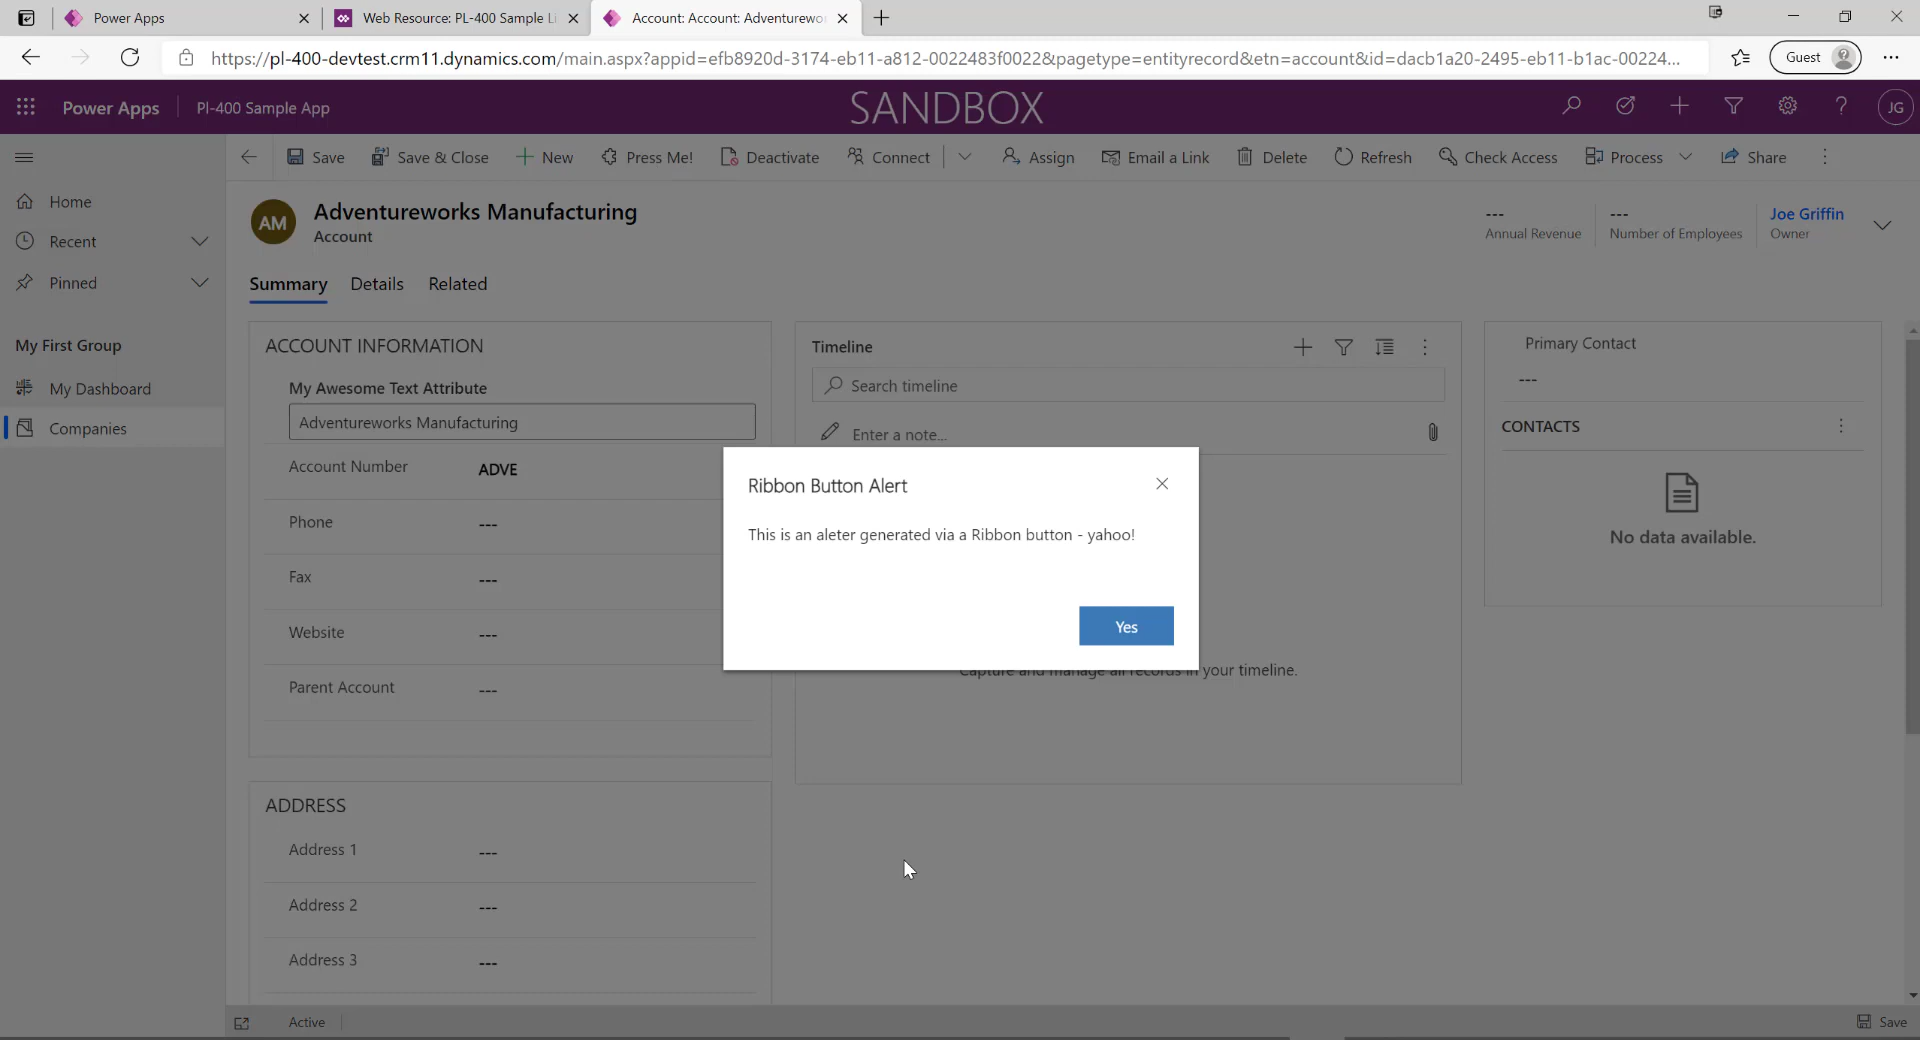 Power Apps
Web Resource: PL-400 Sample Li
Account: Account: Adventurewo
https://pl-400-devtest.crm11.dynamics.com/main.aspx?appid=efb8920d-3174-eb11-a812-0022483f0022&pagetype=entityrecord&etn=account&id=dacb1a20-2495-eb11-b1ac-00224...
Guest
Power Apps
Pl-400 Sample App
SANDBOX
JG
Save
Save & Close
New
Press Me!
Deactivate
Connect
Assign
Email a Link
Delete
Refresh
Check Access
Process
Share
Home
Recent
Pinned
My First Group
My Dashboard
Companies
AM
Adventureworks Manufacturing
Account
---
Annual Revenue
---
Number of Employees
Joe Griffin
Owner
Summary
Details
Related
ACCOUNT INFORMATION
My Awesome Text Attribute
Adventureworks Manufacturing
Account Number
ADVE
Phone
---
Fax
---
Website
---
Parent Account
---
ADDRESS
Address 1
---
Address 2
---
Address 3
---
Timeline
Search timeline
Enter a note...
Capture and manage all records in your timeline.
Ribbon Button Alert
This is an aleter generated via a Ribbon button - yahoo!
Yes
Primary Contact
---
CONTACTS
No data available.
Active
Save